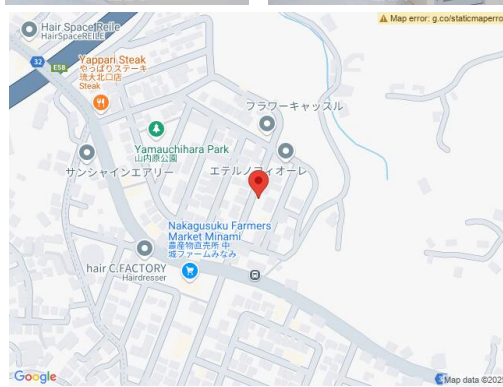 Map error: g.co/staticmaperro
Hair Space Reile
HairSpaceREILE
E58
32
Yappari Steak
やっぱりステーキ
琉大北口店
Steak
フラワーキャッスル
Yamauchihara Park
山内原公園
サンシャインエアリー
エテルノフィオーレ
Nakagusuku Farmers
Market Minami
農産物直売所 中
城ファームみなみ
hair C.FACTORY
Hairdresser
Google
Map data ©2025